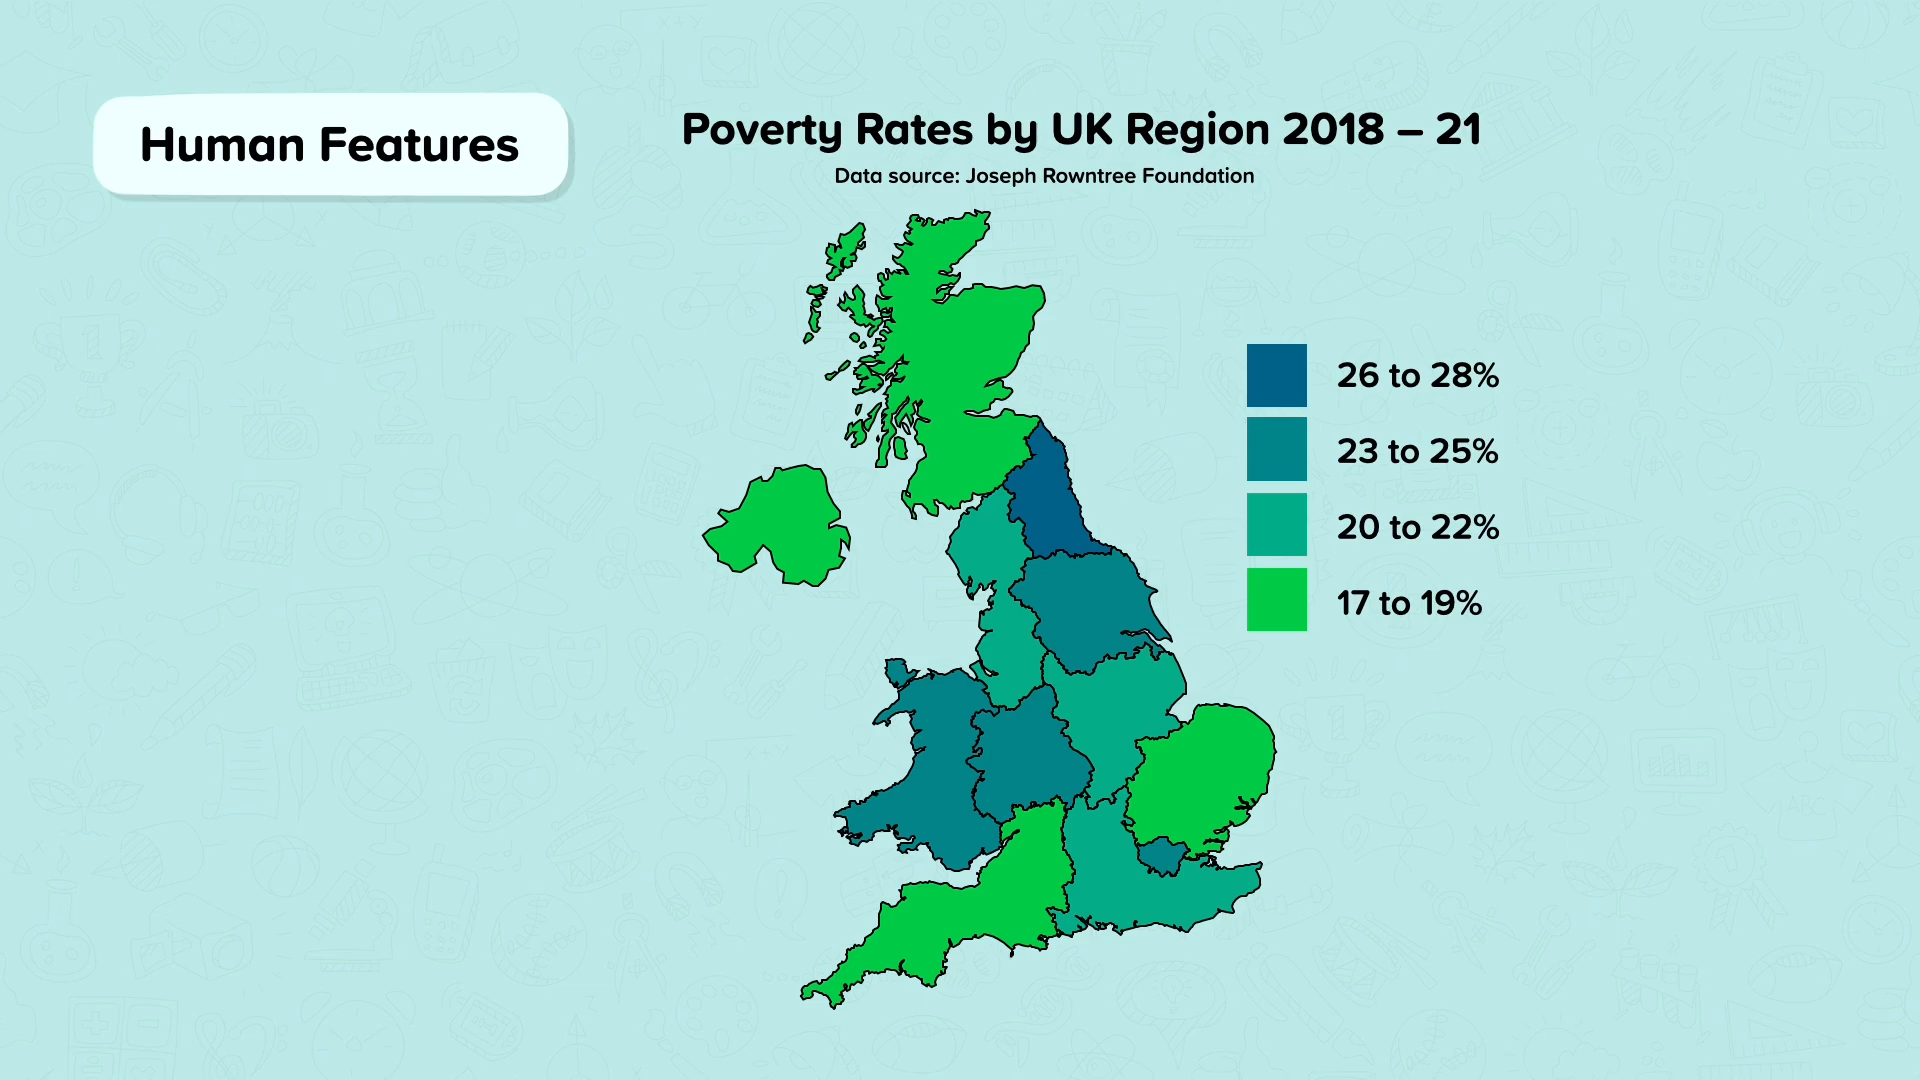 Human Features
Poverty Rates by UK Region 2018 – 21
Data source: Joseph Rowntree Foundation
26 to 28%
23 to 25%
20 to 22%
17 to 19%